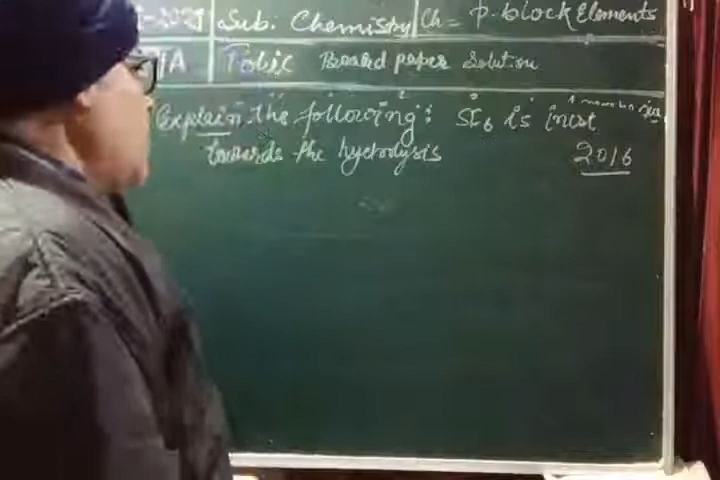 Sub. Chemistry Ch = p-block Elements
Topic Board paper Solution
Explain the following: SF6 is inert
towards the hydrolysis 2016